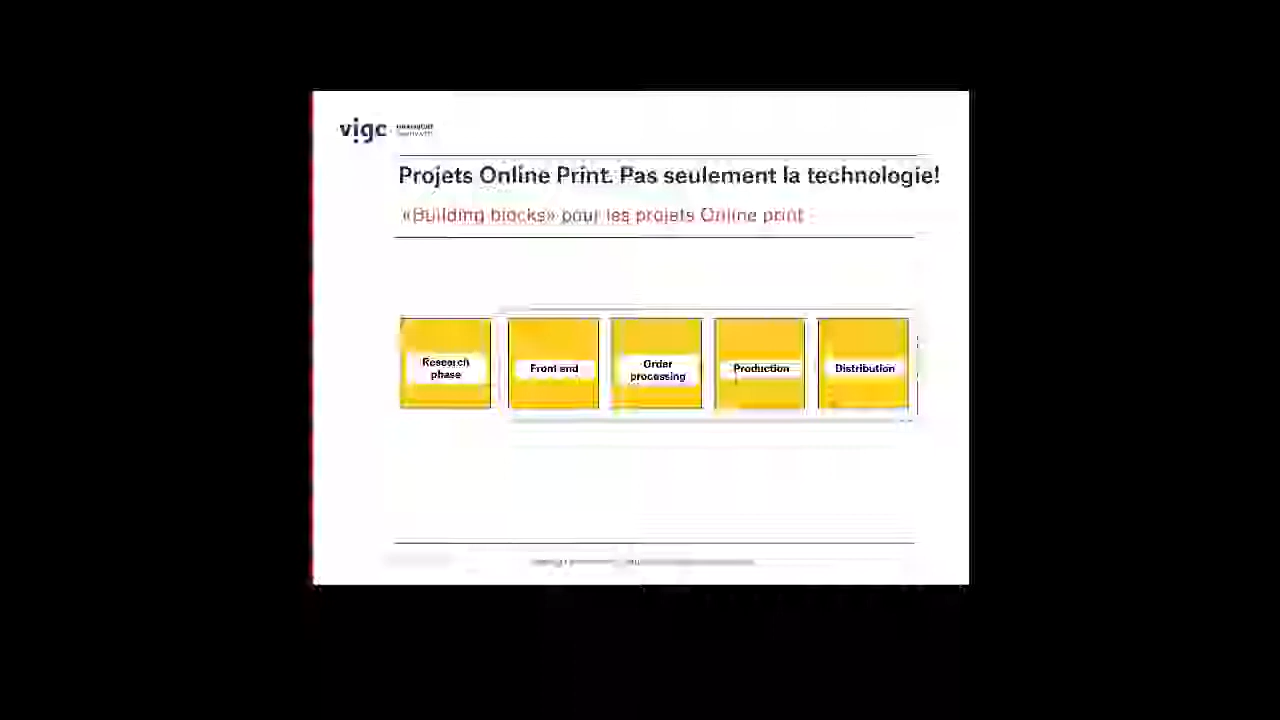 vigc
Projets Online Print. Pas seulement la technologie!
«Building blocks» pour les projets Online print
Research
phase
Front end
Order
processing
Production
Distribution